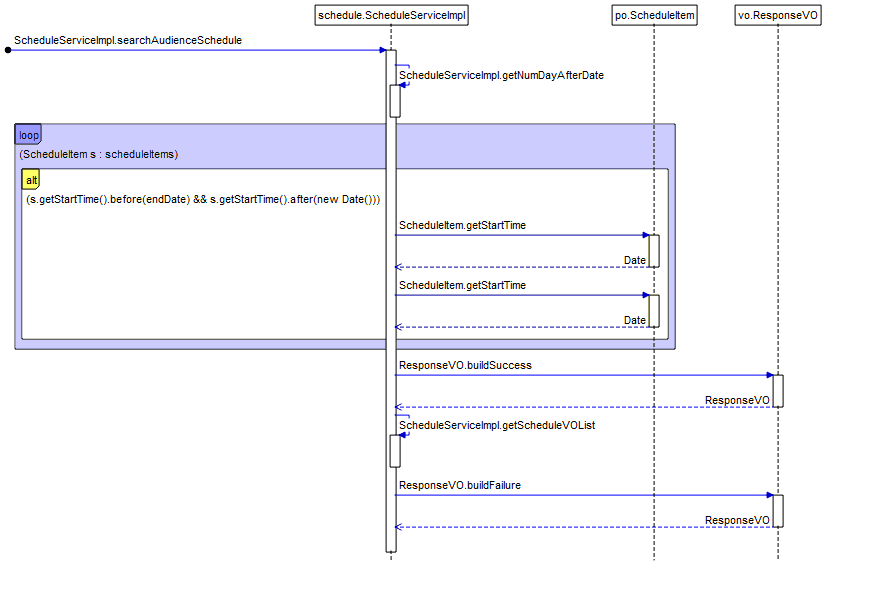 schedule.ScheduleServiceImpl
po.ScheduleItem
vo.ResponseVO
ScheduleServiceImpl.searchAudienceSchedule
ScheduleServiceImpl.getNumDayAfterDate
loop
(ScheduleItem s : scheduleItems)
alt
(s.getStartTime().before(endDate) && s.getStartTime().after(new Date()))
ScheduleItem.getStartTime
Date
ScheduleItem.getStartTime
Date
ResponseVO.buildSuccess
ResponseVO
ScheduleServiceImpl.getScheduleVOList
ResponseVO.buildFailure
ResponseVO